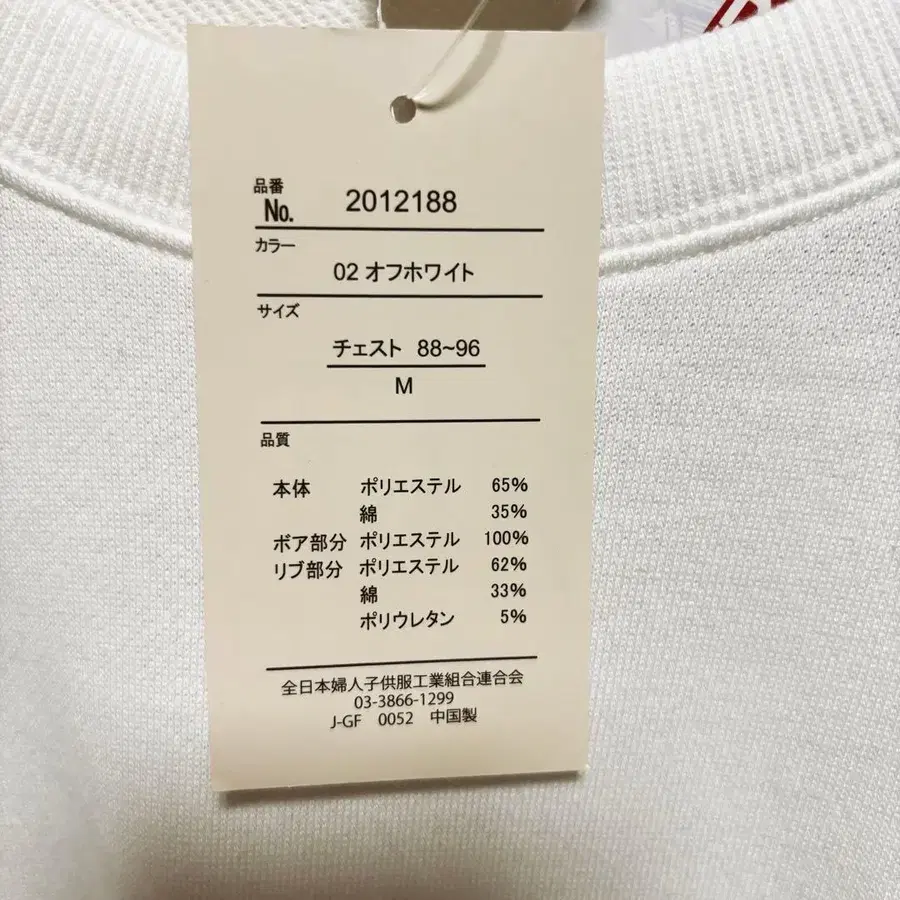 品番
No. 2012188
カラー
02 オフホワイト
サイズ
チェスト 88~96
M
品質
本体 ポリエステル 65%
綿 35%
ボア部分 ポリエステル 100%
リブ部分 ポリエステル 62%
綿 33%
ポリウレタン 5%
全日本婦人子供服工業組合連合会
03-3866-1299
J-GF 0052 中国製